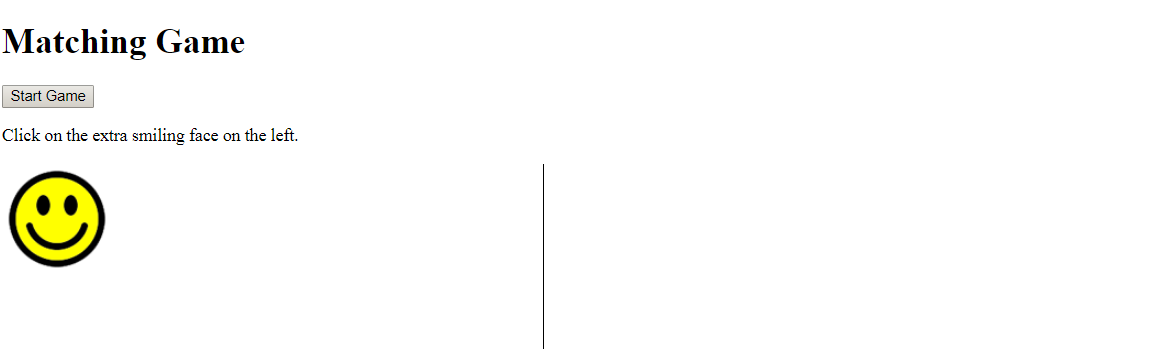 Matching Game
Start Game
Click on the extra smiling face on the left.